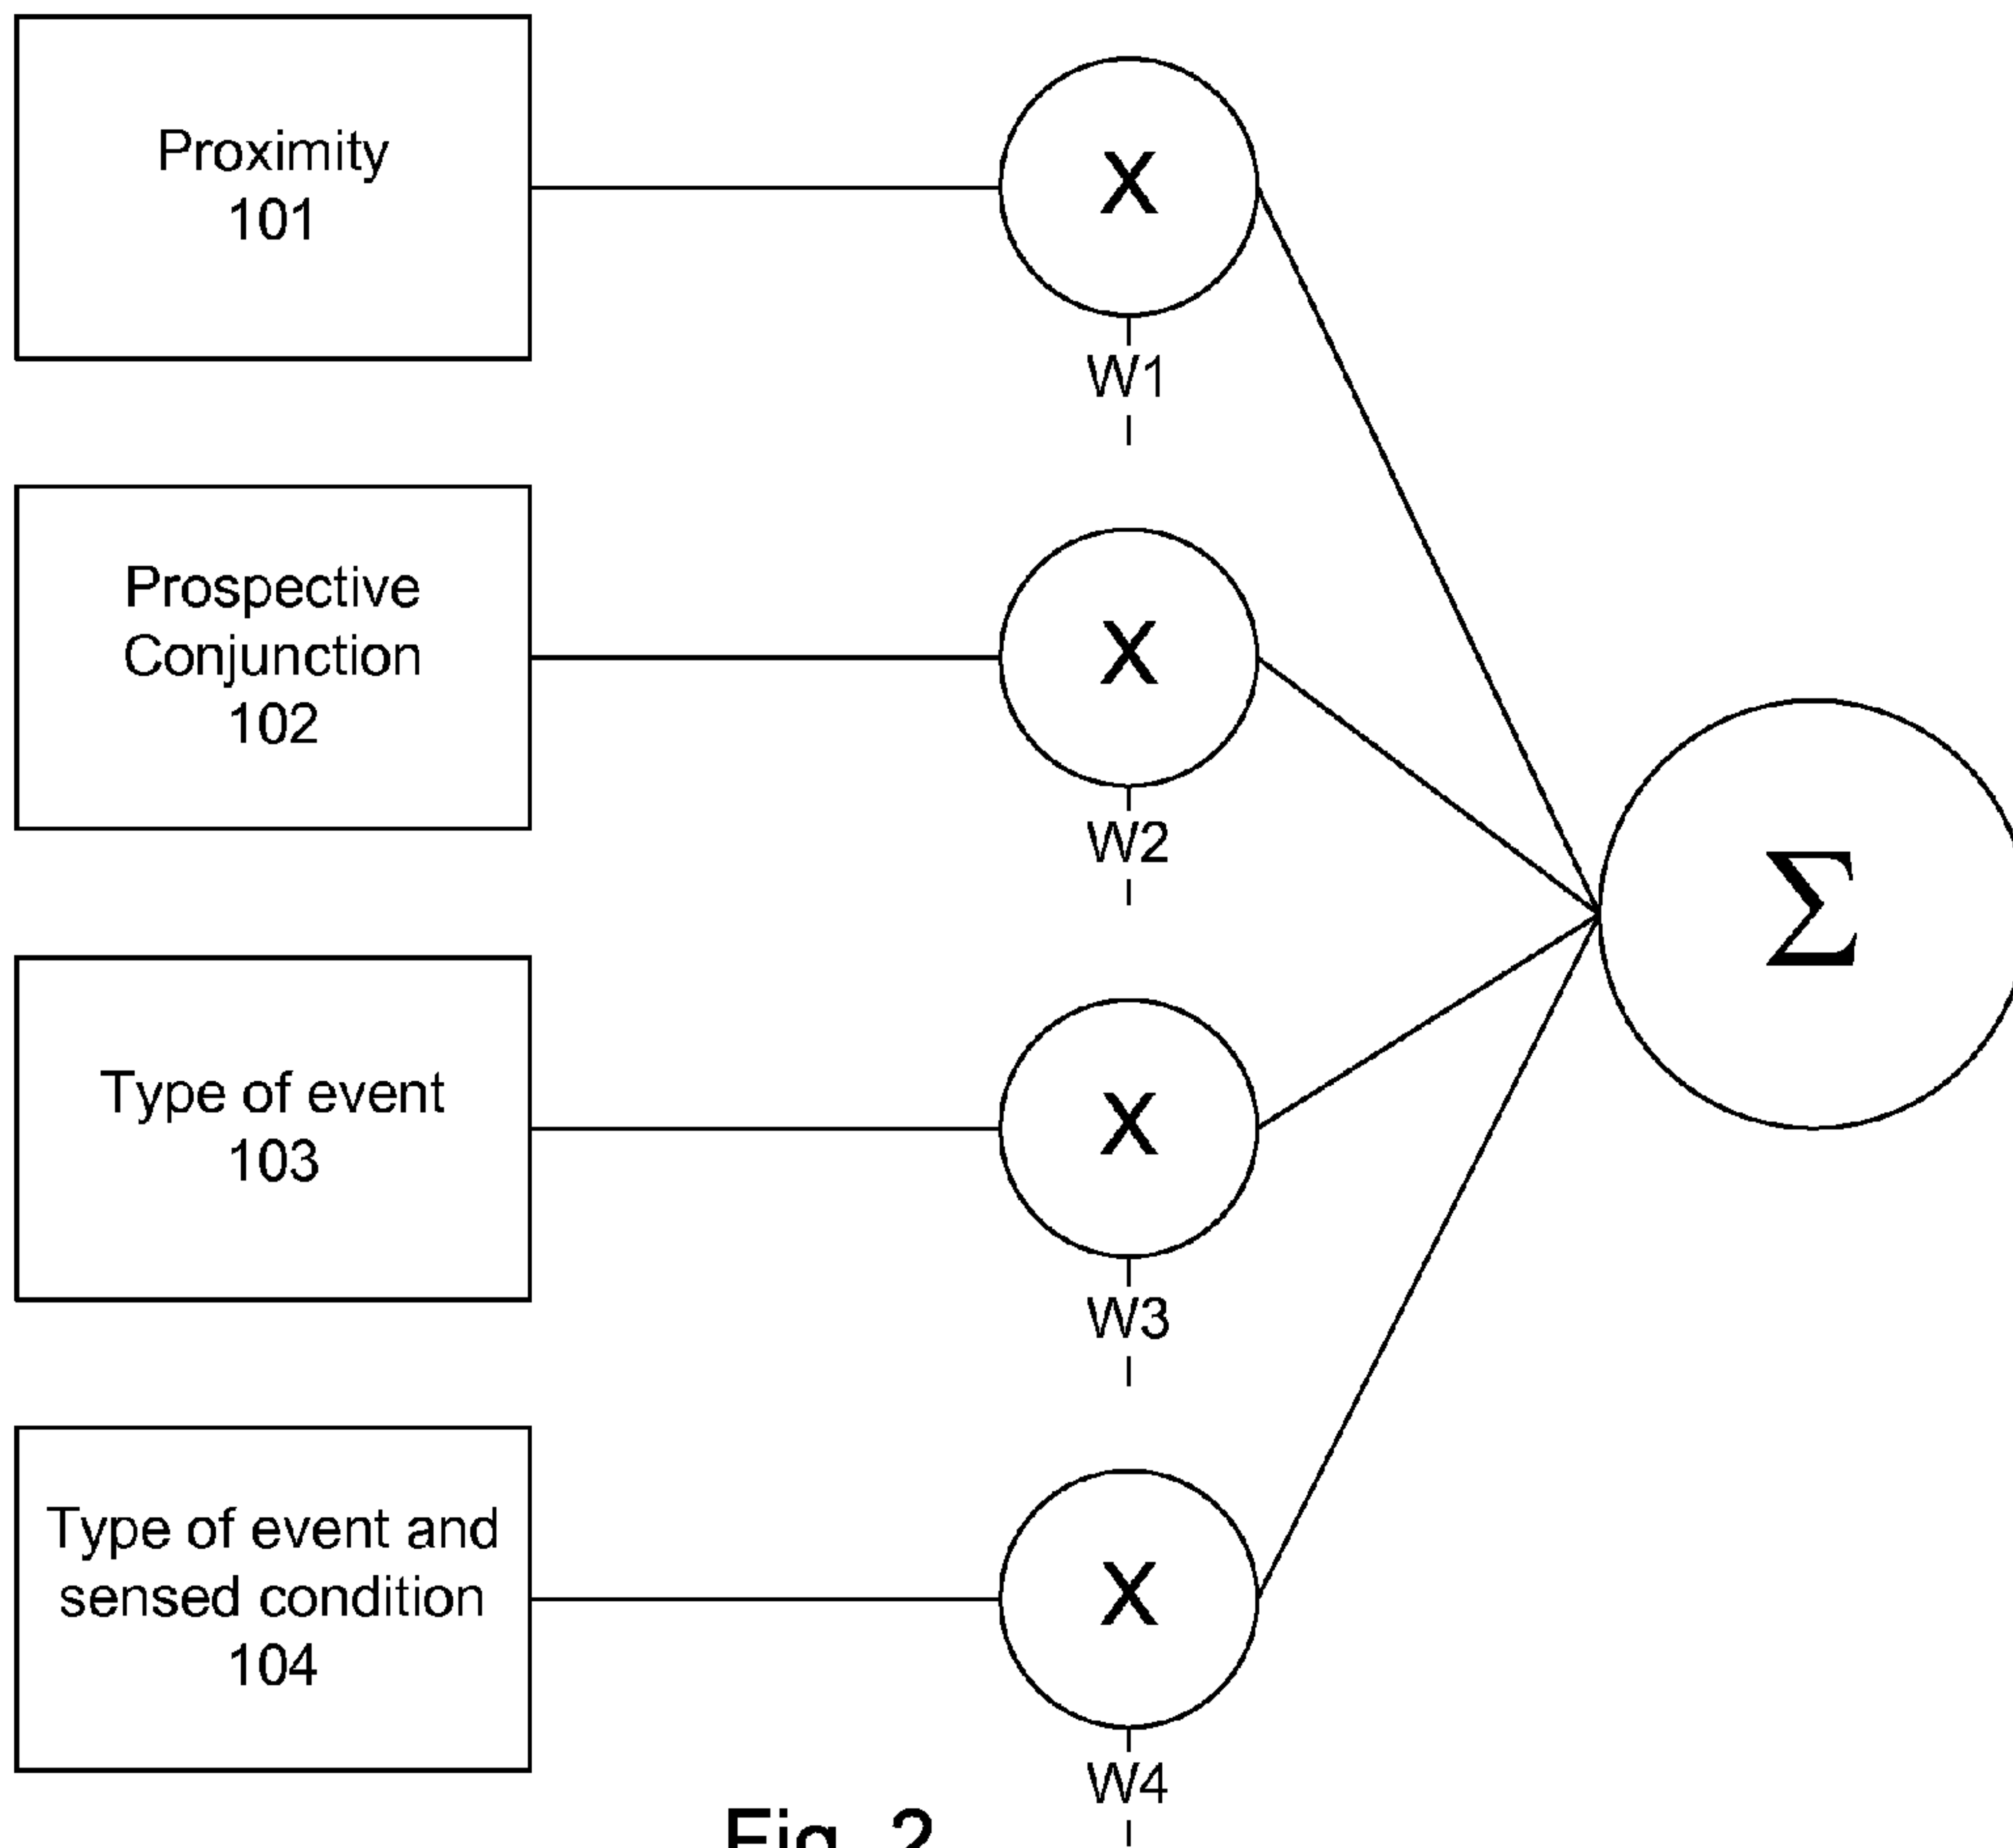 Proximity
101
X
W1
Prospective
Conjunction
102
X
W2
Σ
Type of event
103
X
W3
Type of event and
sensed condition
104
X
W4
Fig. 2